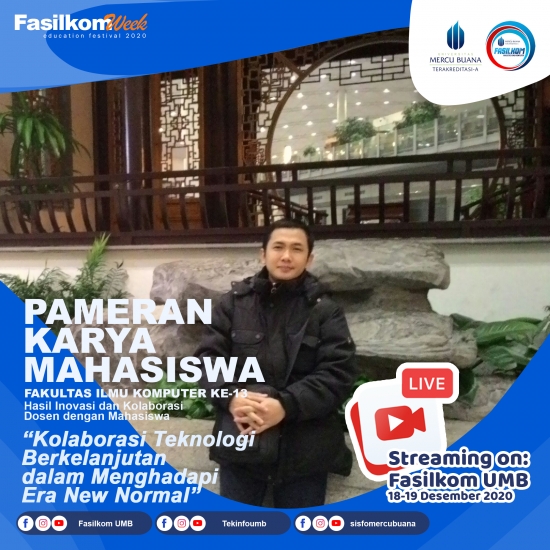 FasilkomWeek
education festival 2020
UNIVERSITAS
MERCU BUANA
TERAKREDITASI-A
FASILKOM
PAMERAN
KARYA
MAHASISWA
FAKULTAS ILMU KOMPUTER KE-13
Hasil Inovasi dan Kolaborasi
Dosen dengan Mahasiswa
“Kolaborasi Teknologi
Berkelanjutan
dalam Menghadapi
Era New Normal”
LIVE
Streaming on:
Fasilkom UMB
18-19 Desember 2020
Fasilkom UMB
Tekinfoumb
sisfomercubuana